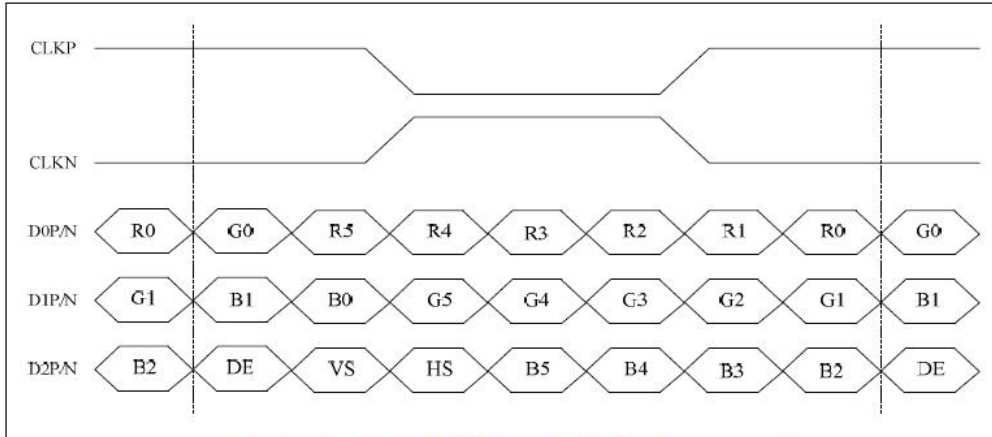 CLKP
CLKN
D0P/N R0 G0 R5 R4 R3 R2 R1 R0 G0
D1P/N G1 B1 B0 G5 G4 G3 G2 G1 B1
D2P/N B2 DE VS HS B5 B4 B3 B2 DE